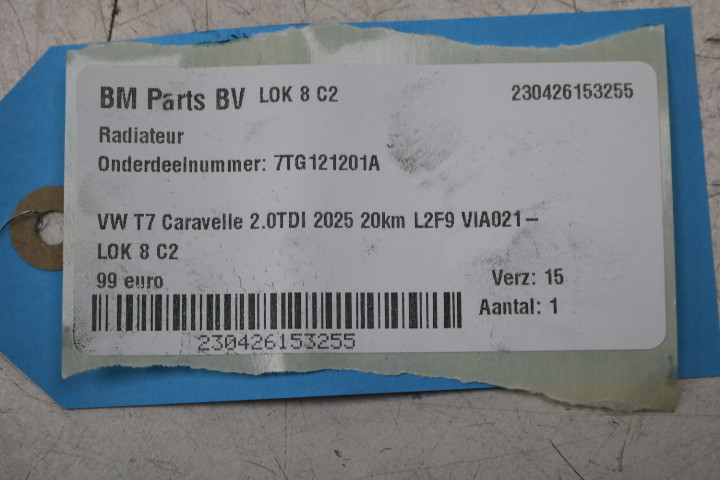 BM Parts BV LOK 8 C2 230426153255
Radiateur
Onderdeelnummer: 7TG121201A
VW T7 Caravelle 2.0TDI 2025 20km L2F9 VIA021-
LOK 8 C2
99 euro Verz: 15
Aantal: 1
230426153255